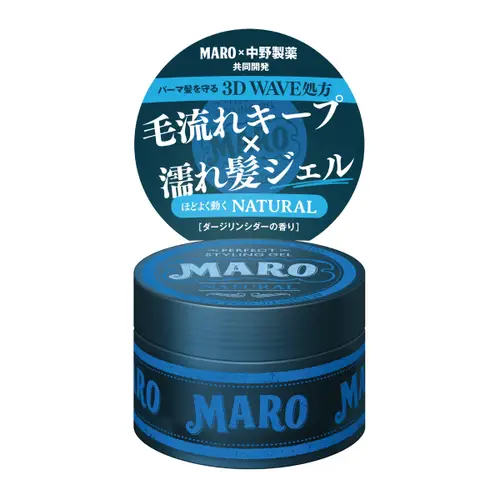 MARO×中野製薬
共同開発
パーマ髪を守る 3D WAVE処方
毛流れキープ
×
濡れ髪ジェル
ほどよく動く NATURAL
[ダージリンシダーの香り]
PERFECT
STYLING GEL
MARO
NATURAL
RO MARO MA